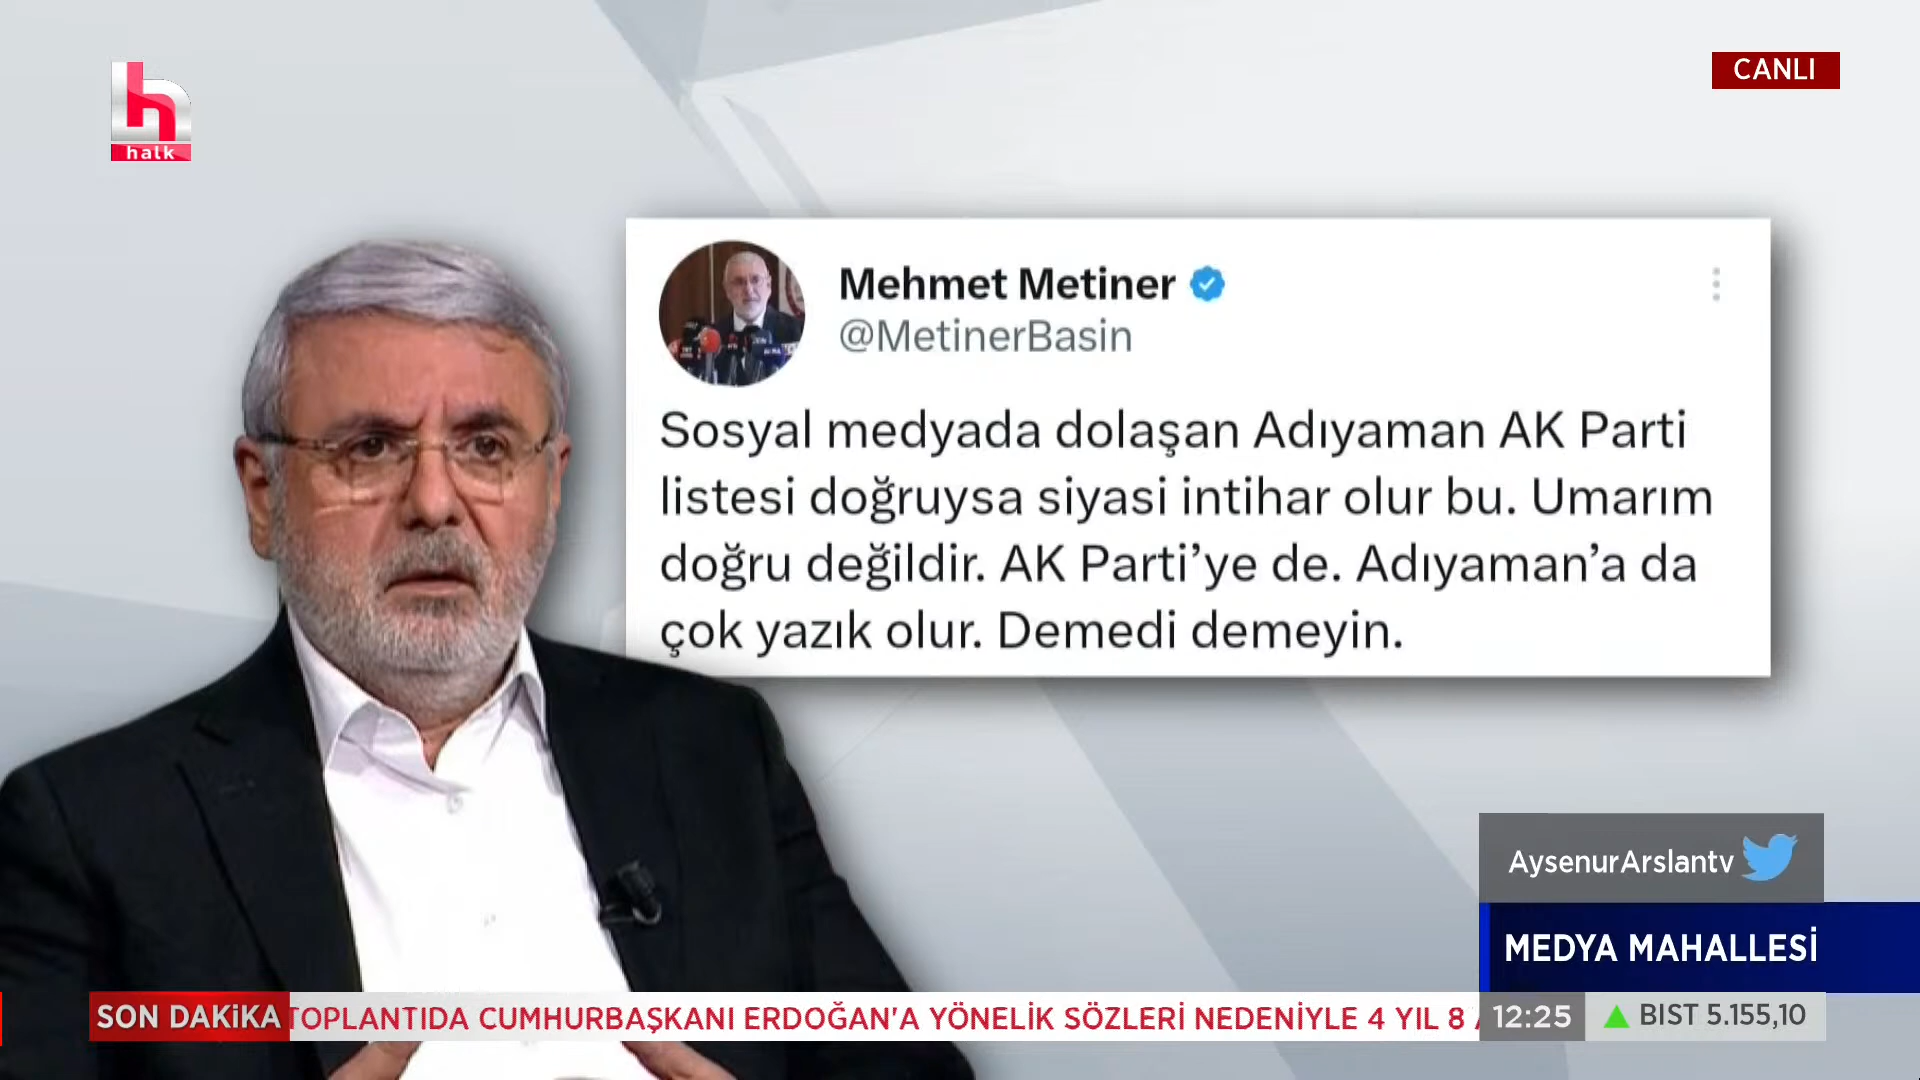 halk
CANLI
Mehmet Metiner
@MetinerBasin
Sosyal medyada dolaşan Adıyaman AK Parti
listesi doğruysa siyasi intihar olur bu. Umarım
doğru değildir. AK Parti’ye de. Adıyaman’a da
çok yazık olur. Demedi demeyin.
AysenurArslantv
MEDYA MAHALLESİ
SON DAKiKA TOPLANTIDA CUMHURBAŞKANI ERDOĞAN'A YÖNELİK SÖZLERİ NEDENİYLE 4 YIL 8 12:25 BIST 5.155,10